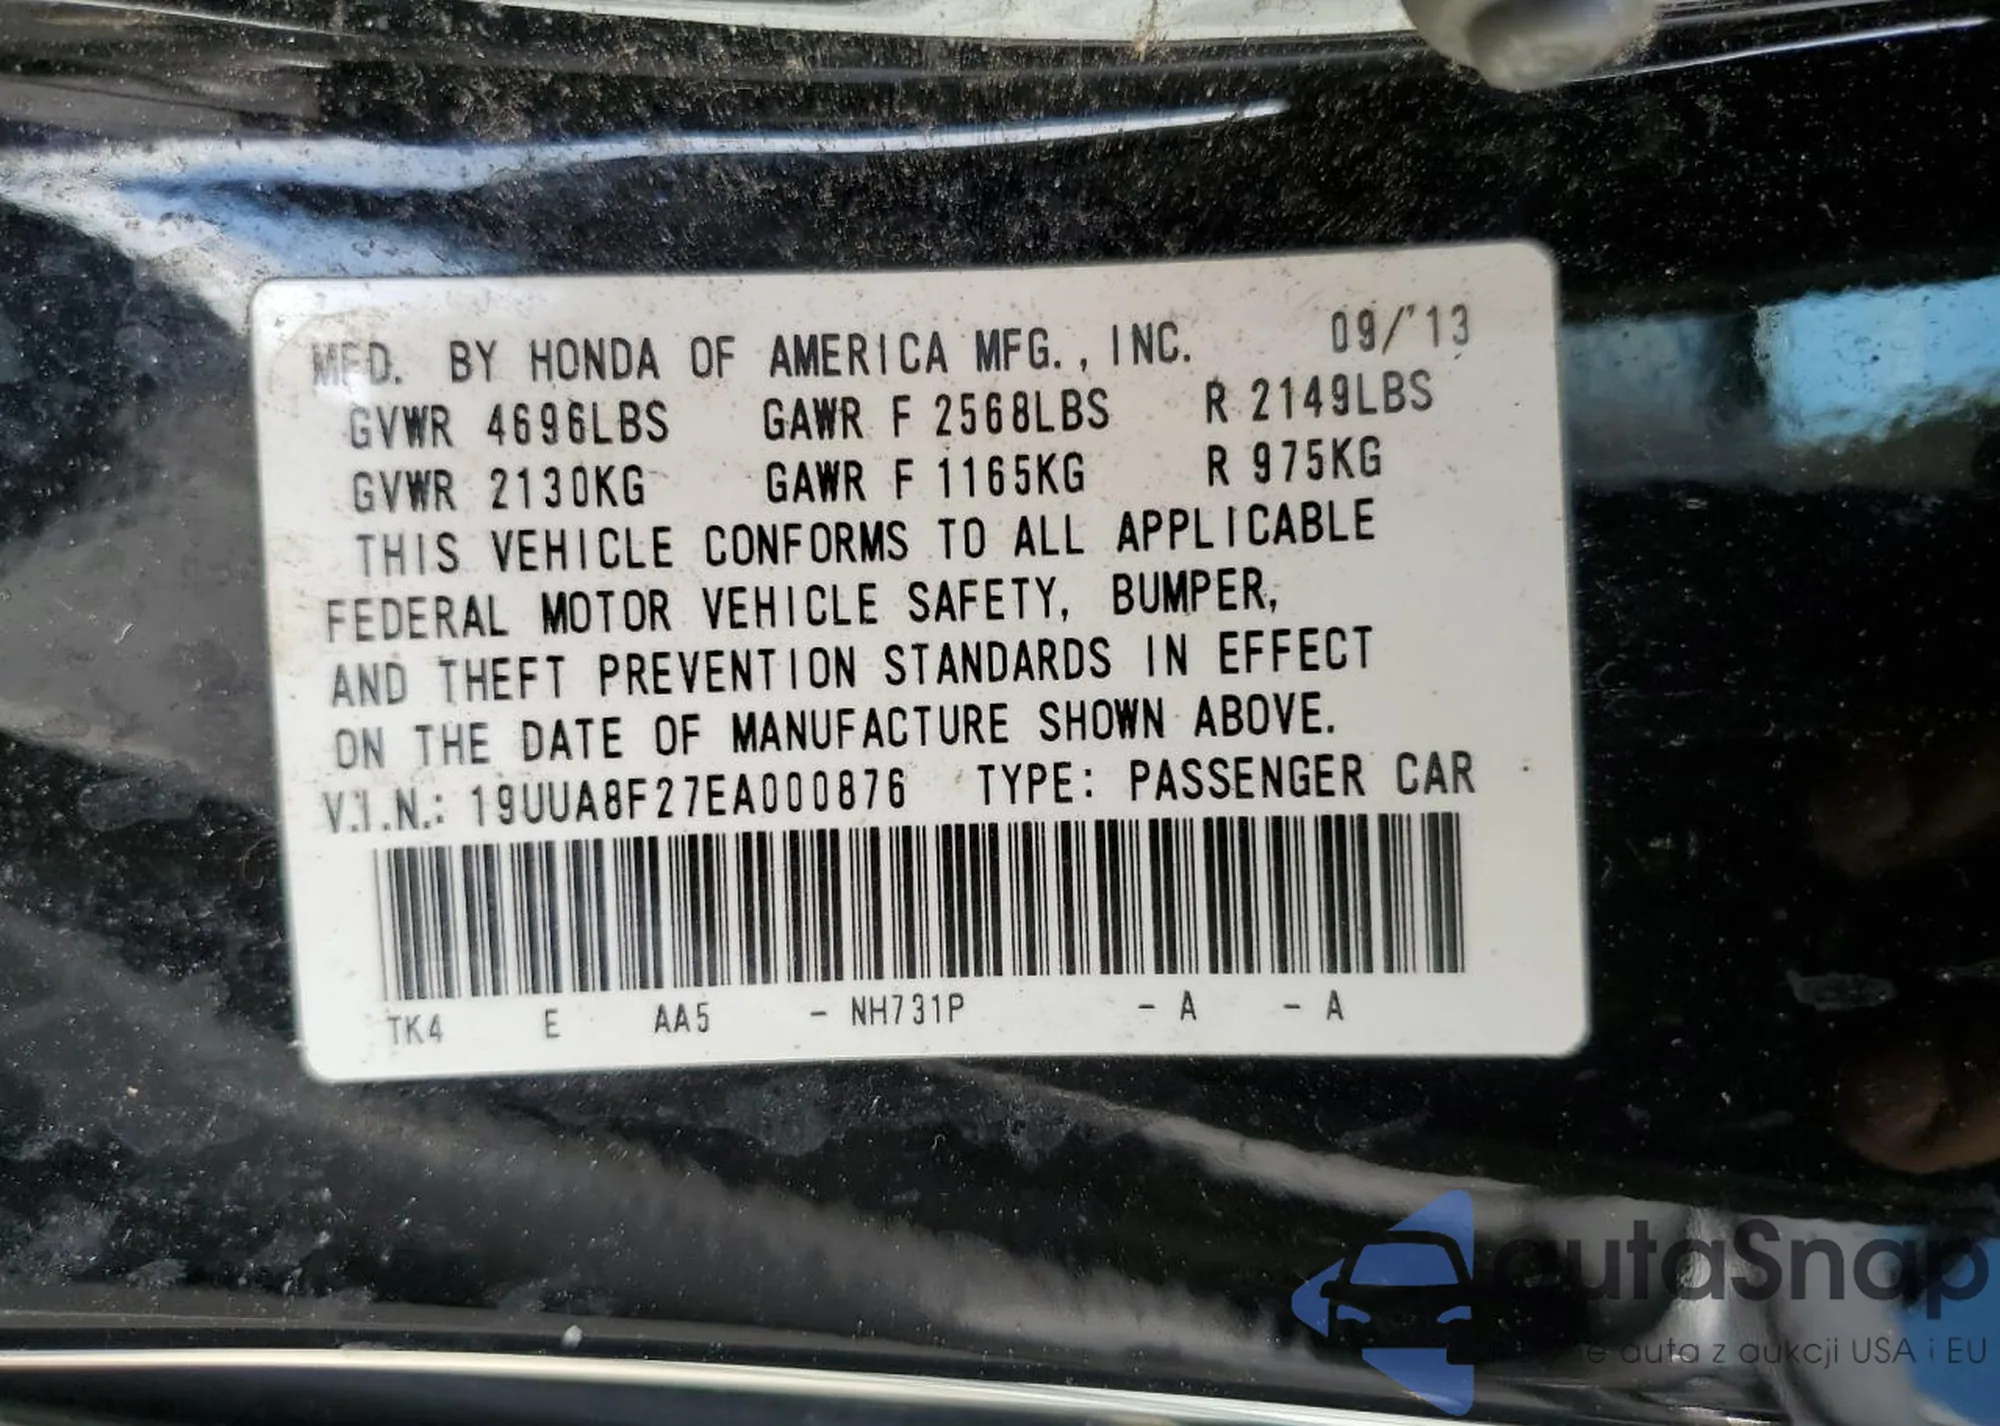 MFD. BY HONDA OF AMERICA MFG., INC. 09/'13
GVWR 4696LBS GAWR F 2568LBS R 2149LBS
GVWR 2130KG GAWR F 1165KG R 975KG
THIS VEHICLE CONFORMS TO ALL APPLICABLE
FEDERAL MOTOR VEHICLE SAFETY, BUMPER,
AND THEFT PREVENTION STANDARDS IN EFFECT
ON THE DATE OF MANUFACTURE SHOWN ABOVE.
V.I.N.: 19UUA8F27EA000876 TYPE: PASSENGER CAR
TK4 E AA5 - NH731P - A - A
autaSnap
auta z aukcji USA i EU